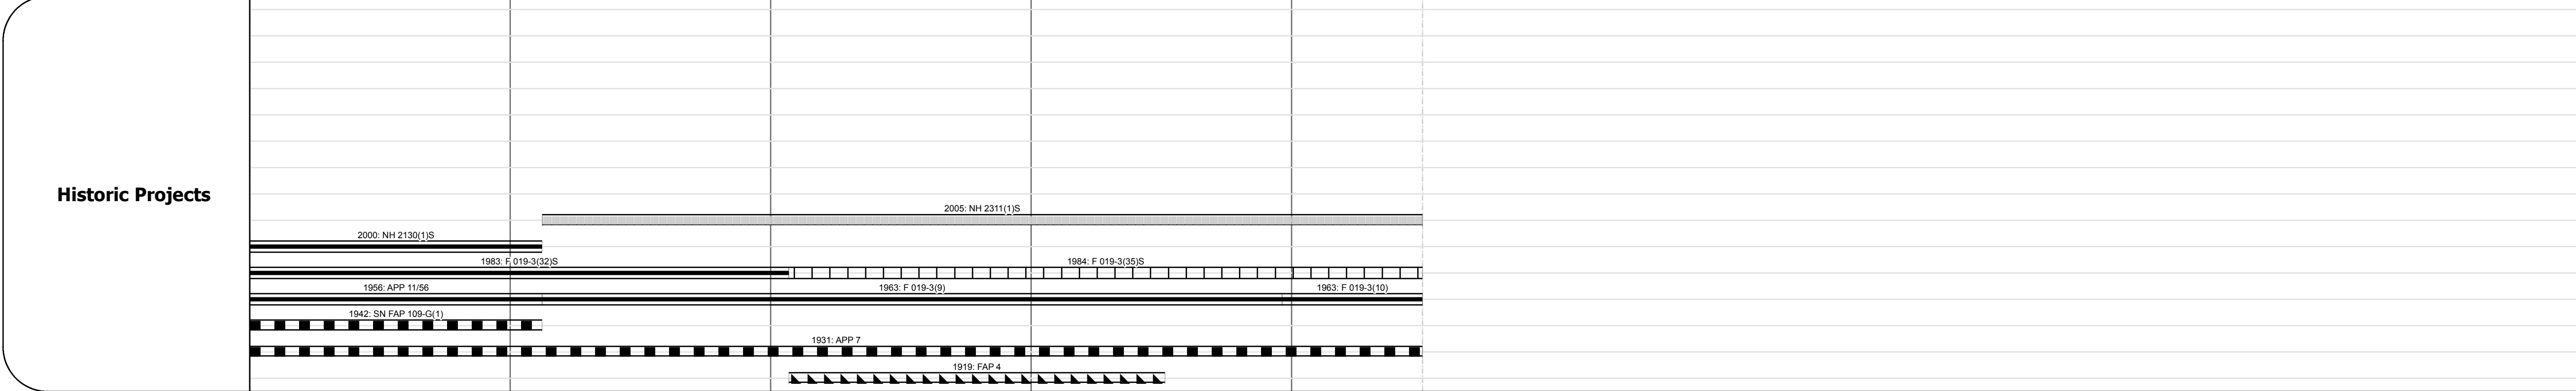 Historic Projects
2005: NH 2311(1)S
2000: NH 2130(1)S
1983: F 019-3(32)S
1984: F 019-3(35)S
1956: APP 11/56
1963: F 019-3(9)
1963: F 019-3(10)
1942: SN FAP 109-G(1)
1931: APP 7
1919: FAP 4